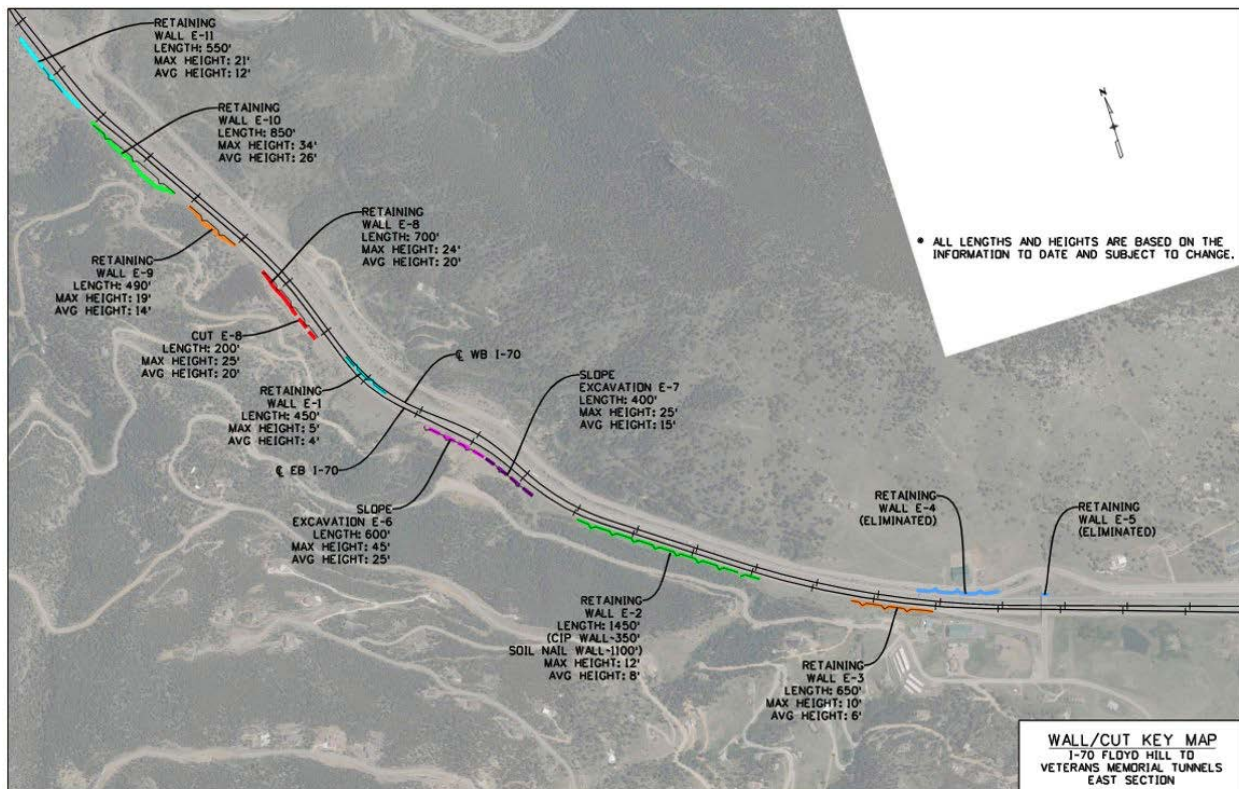 RETAINING
WALL E-11
LENGTH: 550'
MAX HEIGHT: 21'
AVG HEIGHT: 12'
RETAINING
WALL E-10
LENGTH: 850'
MAX HEIGHT: 34'
AVG HEIGHT: 26'
N
RETAINING
WALL E-8
LENGTH: 700'
MAX HEIGHT: 24'
AVG HEIGHT: 20'
* ALL LENGTHS AND HEIGHTS ARE BASED ON THE
INFORMATION TO DATE AND SUBJECT TO CHANGE.
RETAINING
WALL E-9
LENGTH: 490'
MAX HEIGHT: 19'
AVG HEIGHT: 14'
CUT E-8
LENGTH: 200'
MAX HEIGHT: 25'
AVG HEIGHT: 20'
℄ WB I-70
SLOPE
EXCAVATION E-7
LENGTH: 400'
MAX HEIGHT: 25'
AVG HEIGHT: 15'
RETAINING
WALL E-1
LENGTH: 450'
MAX HEIGHT: 5'
AVG HEIGHT: 4'
℄ EB I-70
SLOPE
EXCAVATION E-6
LENGTH: 600'
MAX HEIGHT: 45'
AVG HEIGHT: 25'
RETAINING
WALL E-4
(ELIMINATED)
RETAINING
WALL E-5
(ELIMINATED)
RETAINING
WALL E-2
LENGTH: 1450'
(CIP WALL~350'
SOIL NAIL WALL~1100')
MAX HEIGHT: 12'
AVG HEIGHT: 8'
RETAINING
WALL E-3
LENGTH: 650'
MAX HEIGHT: 10'
AVG HEIGHT: 6'
WALL/CUT KEY MAP
I-70 FLOYD HILL TO
VETERANS MEMORIAL TUNNELS
EAST SECTION